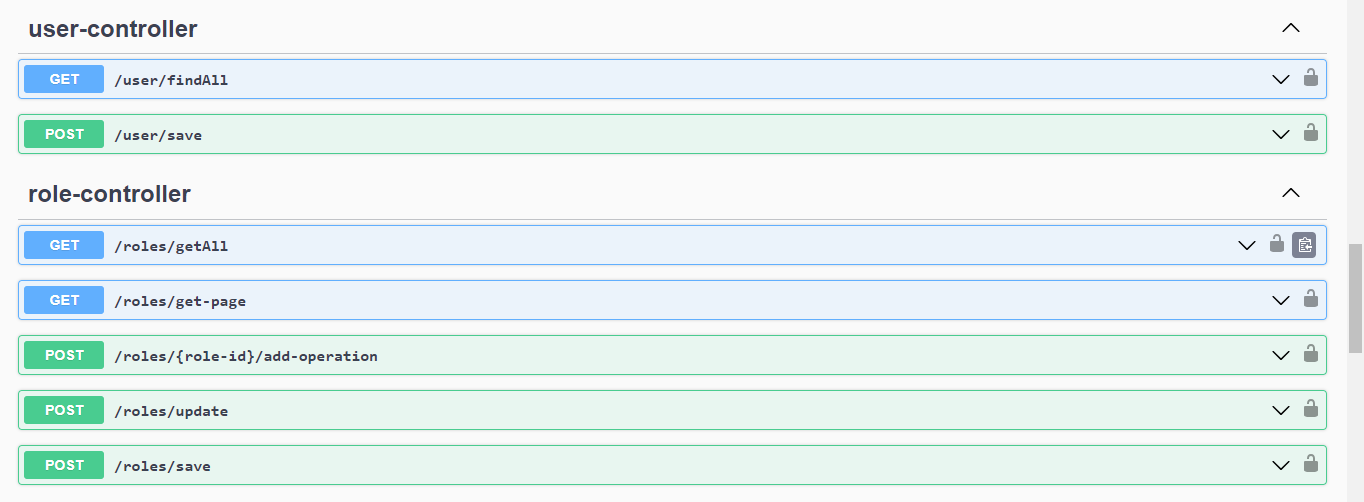 user-controller
GET /user/findAll
POST /user/save
role-controller
GET /roles/getAll
GET /roles/get-page
POST /roles/{role-id}/add-operation
POST /roles/update
POST /roles/save